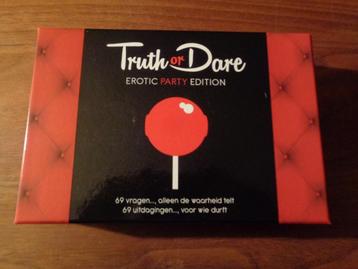 Truth or Dare
EROTIC PARTY EDITION
69 vragen..., alleen de waarheid telt
69 uitdagingen..., voor wie durft